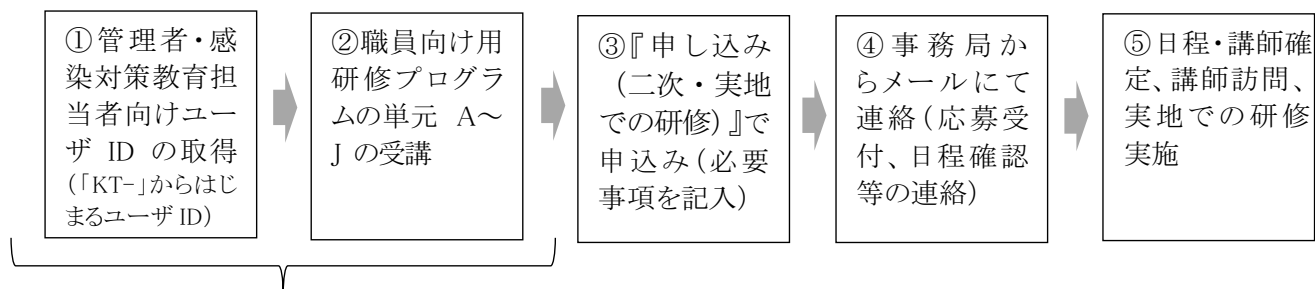 ①管理者・感
染対策教育担
当者向けユー
ザ ID の取得
(「KT-」からはじ
まるユーザ ID)
②職員向け用
研修プログラ
ムの単元 A～
J の受講
③『申し込み
(二次・実地
での研修)』で
申込み(必要
事項を記入)
④事務局か
らメールにて
連絡(応募受
付、日程確認
等の連絡)
⑤日程・講師確
定、講師訪問、
実地での研修
実施